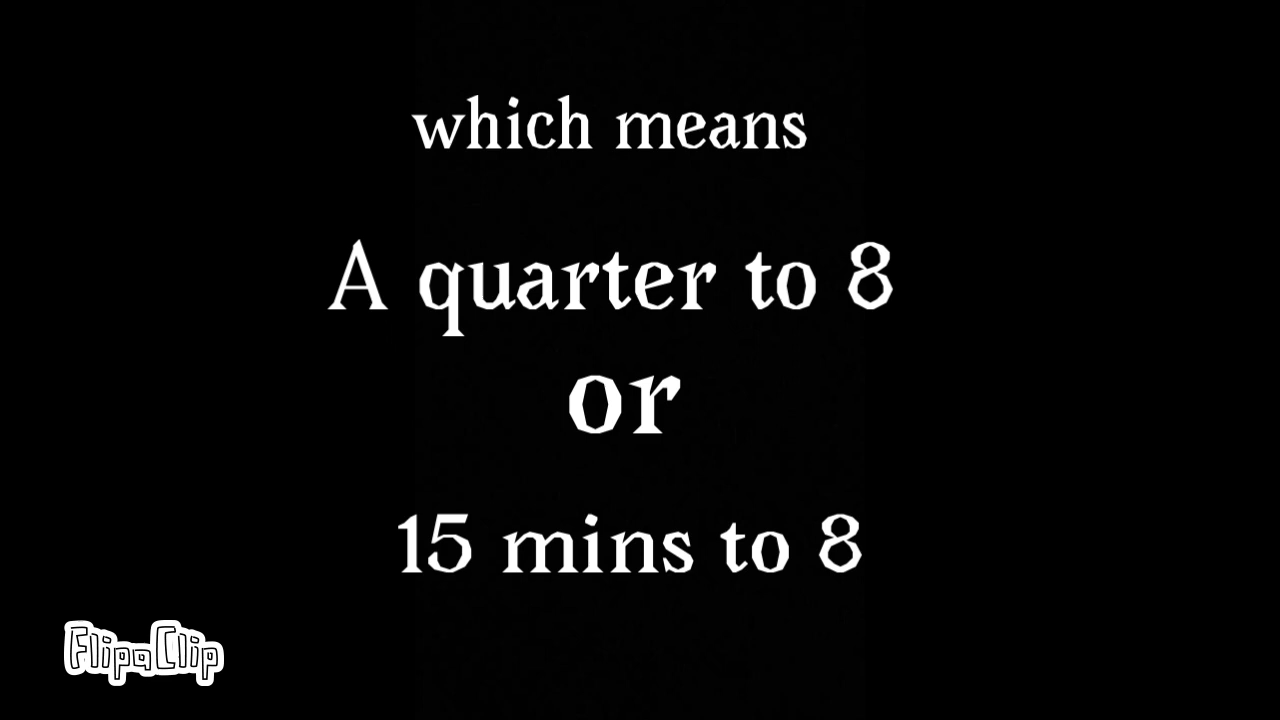 which means
A quarter to 8
or
15 mins to 8
FlipaClip